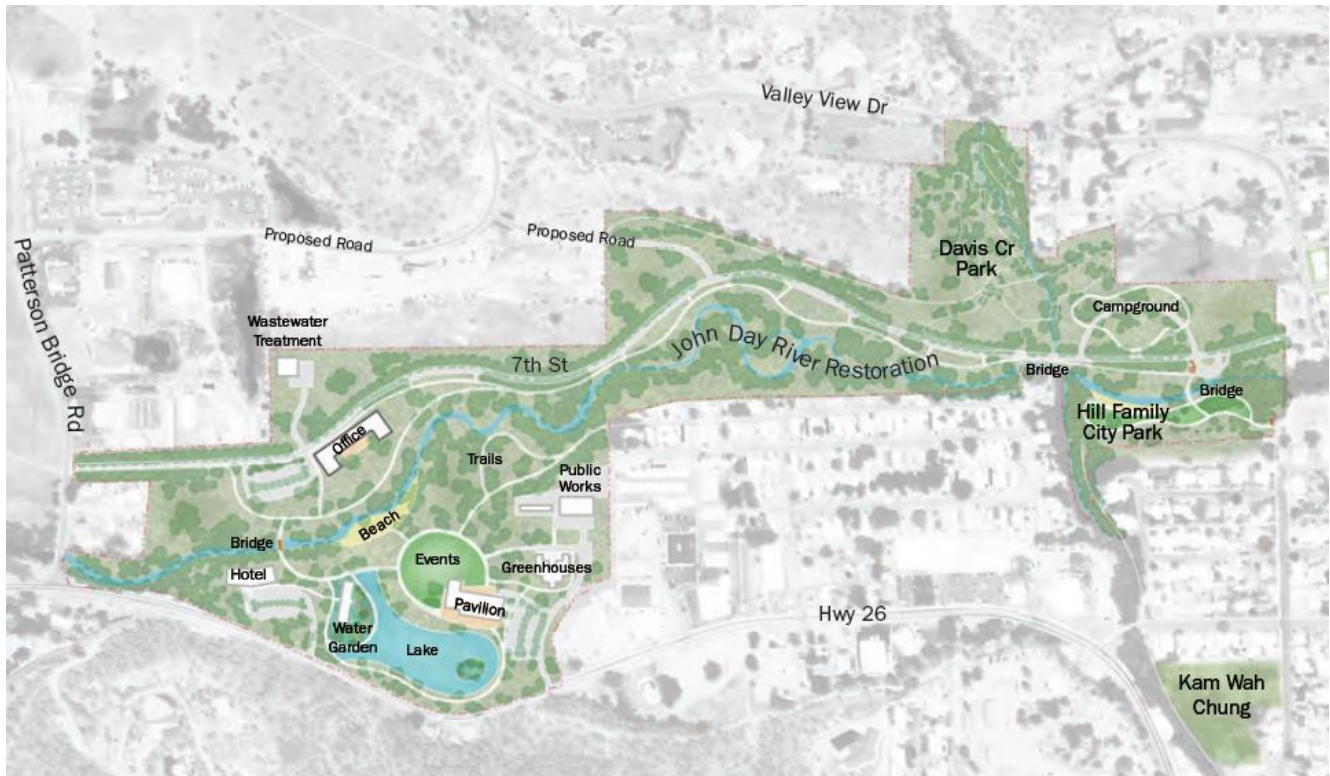 Valley View Dr
Proposed Road
Proposed Road
Davis Cr
Park
Patterson Bridge Rd
Campground
Wastewater
Treatment
John Day River Restoration
7th St
Bridge
Bridge
Hill Family
City Park
Office
Trails
Public
Works
Beach
Bridge
Events
Greenhouses
Hotel
Pavilion
Hwy 26
Water
Garden
Lake
Kam Wah
Chung